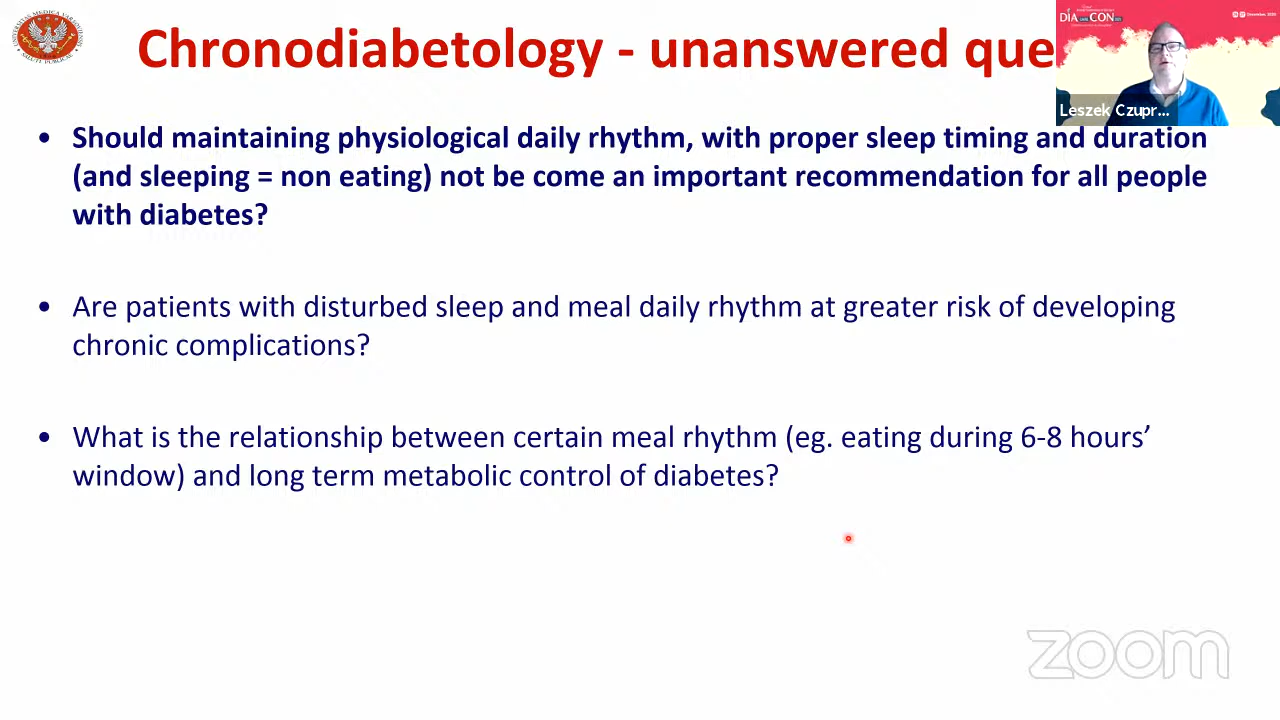 Chronodiabetology - unanswered que
DIA CON
Leszek Czupr...
• Should maintaining physiological daily rhythm, with proper sleep timing and duration
(and sleeping = non eating) not be come an important recommendation for all people
with diabetes?
• Are patients with disturbed sleep and meal daily rhythm at greater risk of developing
chronic complications?
• What is the relationship between certain meal rhythm (eg. eating during 6-8 hours’
window) and long term metabolic control of diabetes?
zoom